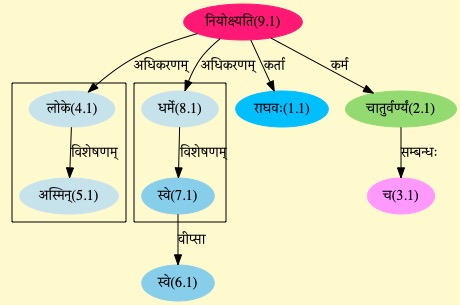 नियोक्ष्यति(9.1)
अधिकरणम् अधिकरणम् कर्ता कर्म
लोके(4.1) धर्मे(8.1) राघवः(1.1) चातुर्वर्ण्यं(2.1)
विशेषणम् विशेषणम् सम्बन्धः
अस्मिन्(5.1) स्वे(7.1) च(3.1)
वीप्सा
स्वे(6.1)